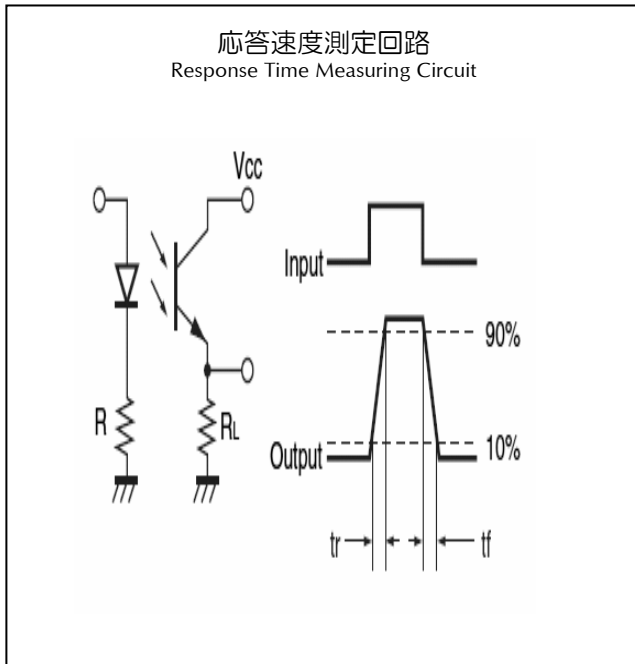 応答速度測定回路
Response Time Measuring Circuit
Vcc
Input
90%
R
RL
Output
10%
tr
tf